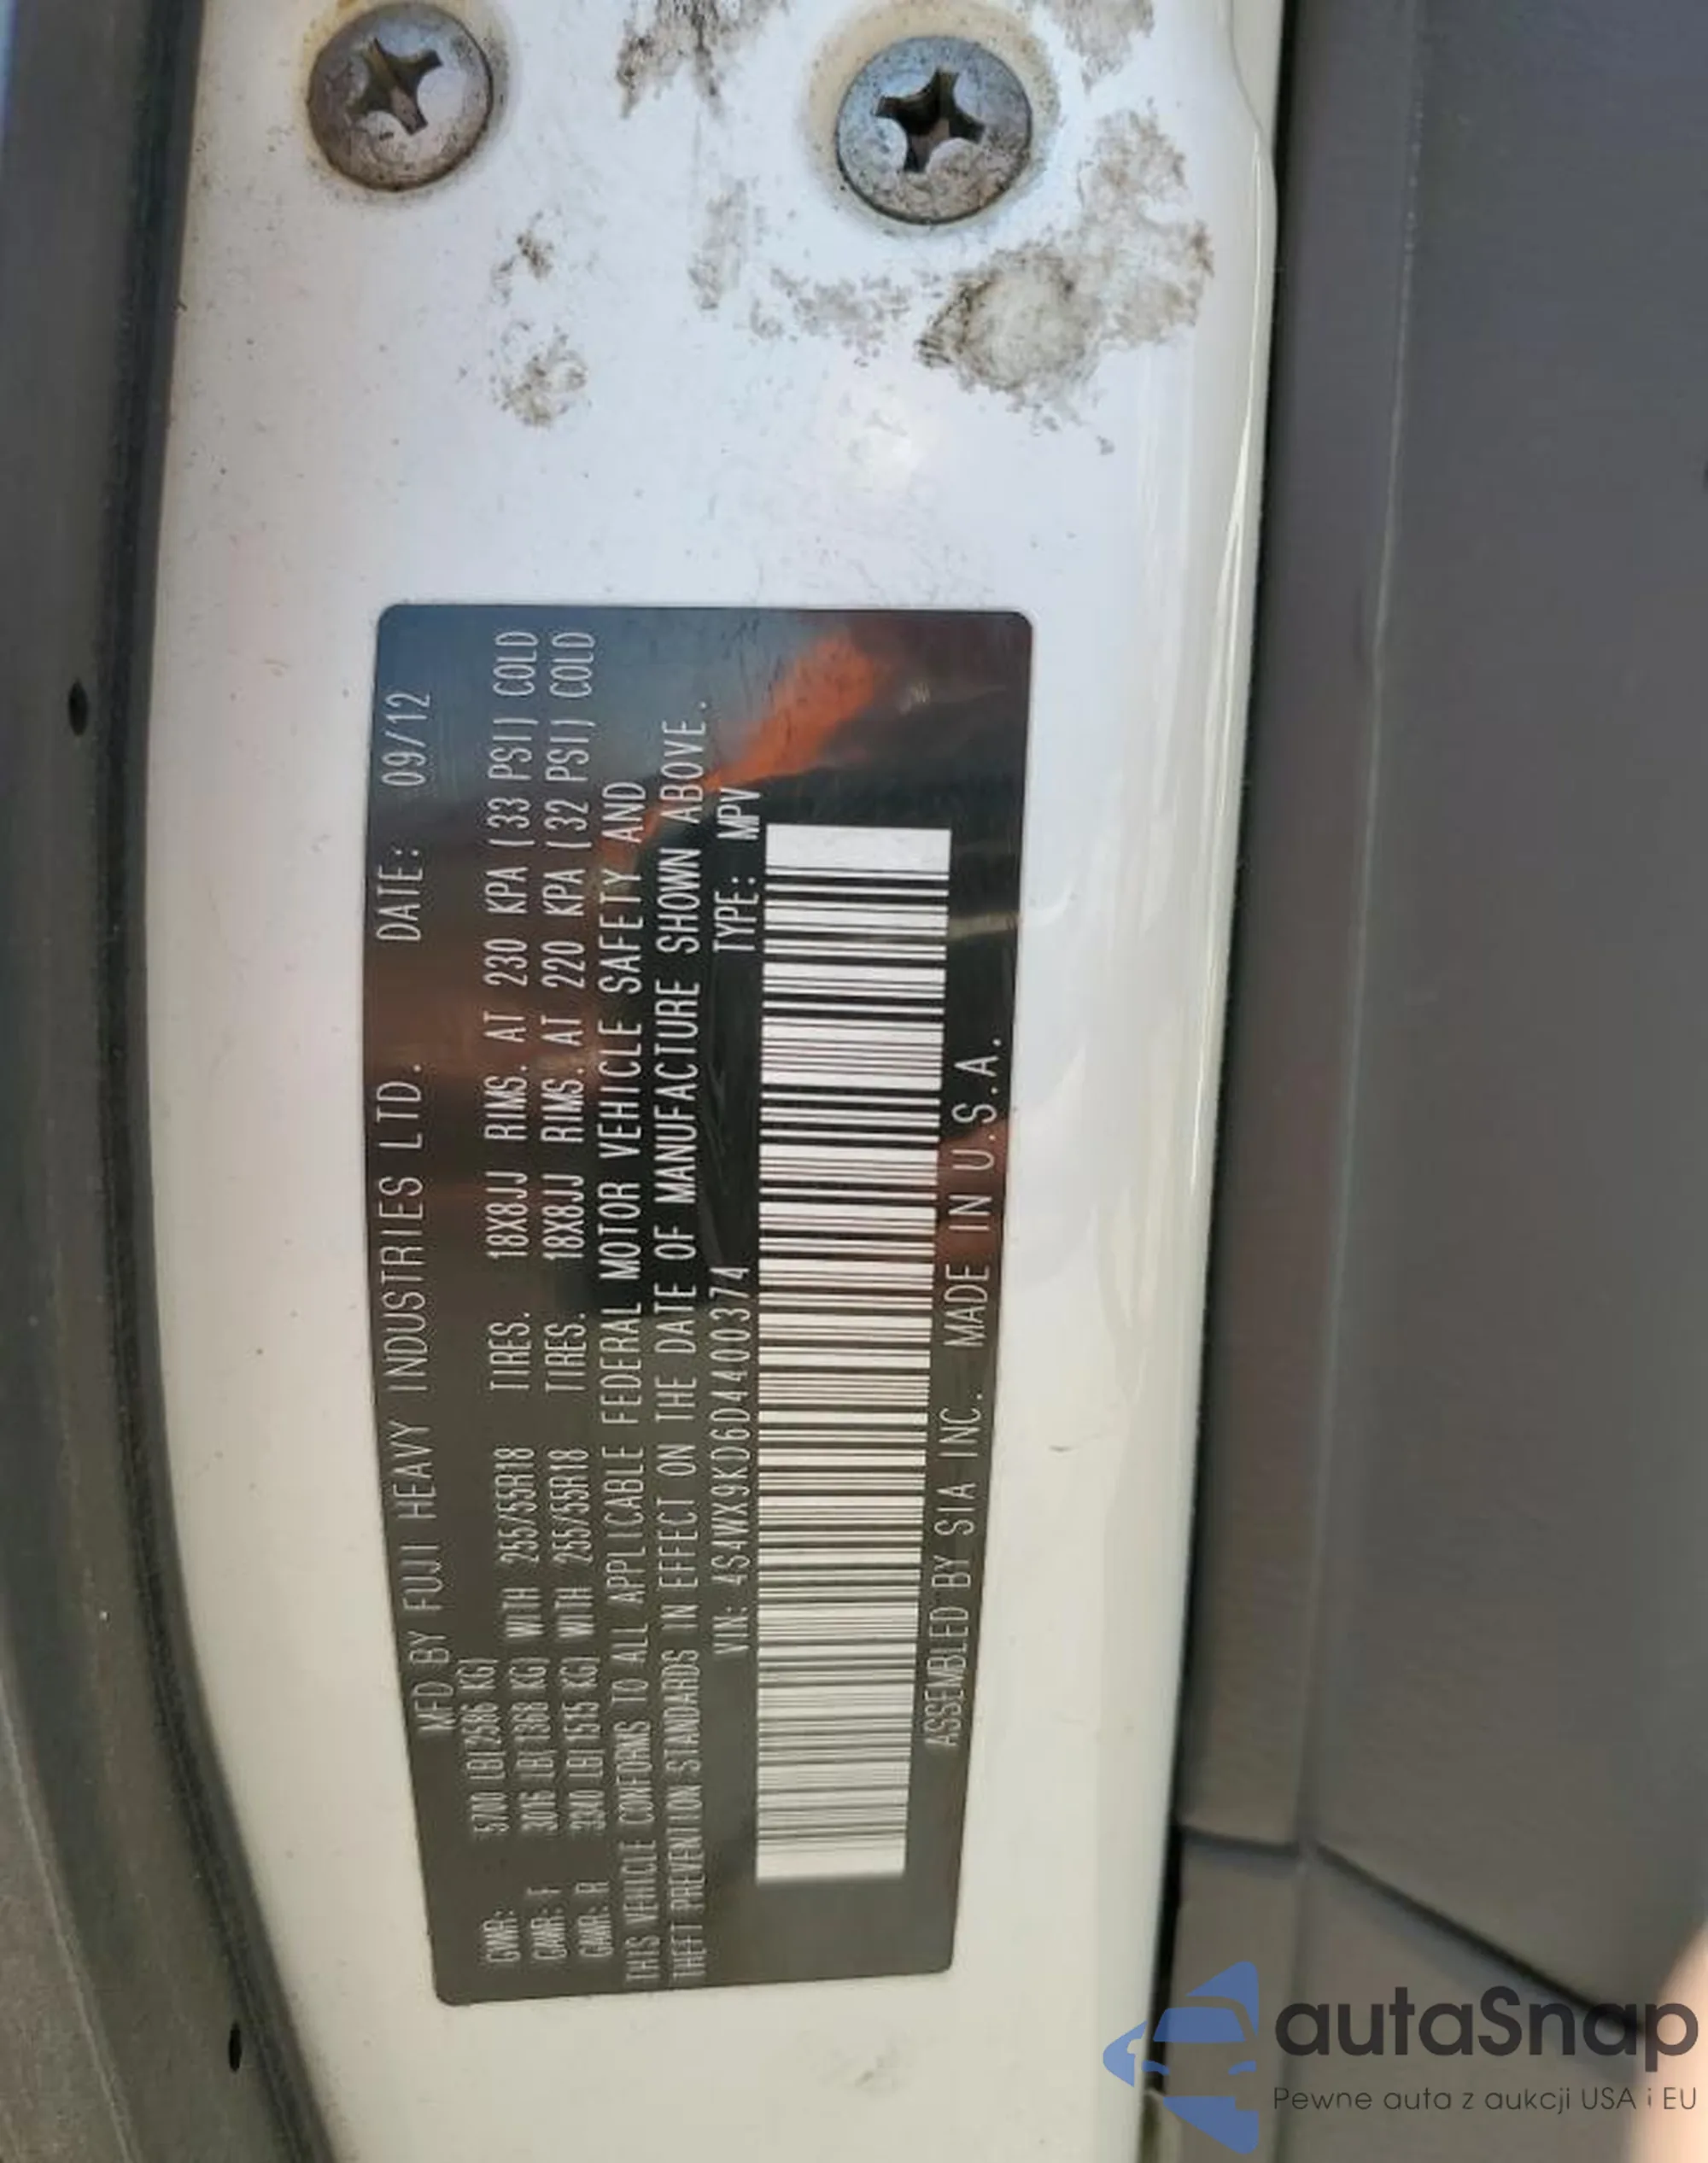 MFD BY FUJI HEAVY INDUSTRIES LTD. DATE: 09/12
GVWR: 5700 LB(2586 KG)
GAWR: F 3016 LB(1368 KG) WITH 255/55R18 TIRES. 18X8JJ RIMS. AT 230 KPA (33 PSI) COLD
GAWR: R 3340 LB(1515 KG) WITH 255/55R18 TIRES. 18X8JJ RIMS. AT 220 KPA (32 PSI) COLD
THIS VEHICLE CONFORMS TO ALL APPLICABLE FEDERAL MOTOR VEHICLE SAFETY AND
THEFT PREVENTION STANDARDS IN EFFECT ON THE DATE OF MANUFACTURE SHOWN ABOVE.
VIN: 4S4WX9KD6D4400374 TYPE: MPV
ASSEMBLED BY SIA INC. MADE IN U.S.A.
autaSnap
Pewne auta z aukcji USA i EU